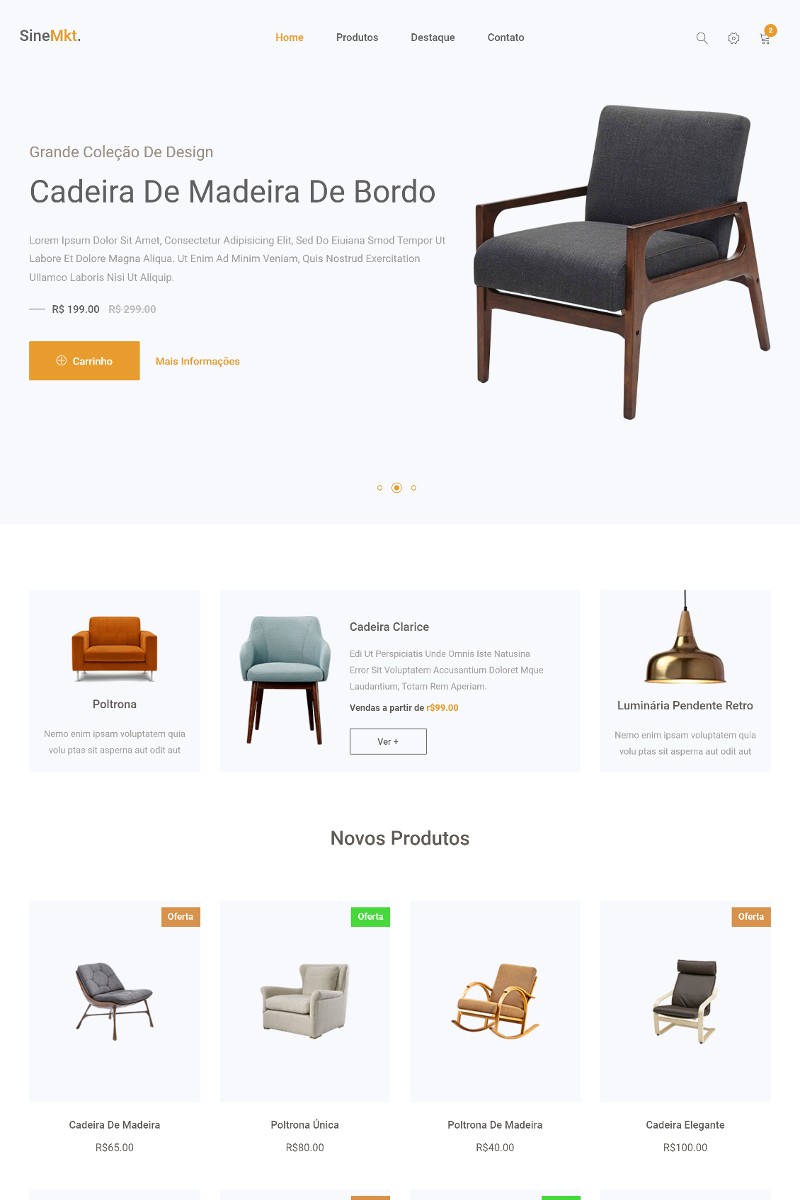 SineMkt.
Home Produtos Destaque Contato
2
Grande Coleção De Design
Cadeira De Madeira De Bordo
Lorem Ipsum Dolor Sit Amet, Consectetur Adipisicing Elit, Sed Do Eiuiana Smod Tempor Ut
Labore Et Dolore Magna Aliqua. Ut Enim Ad Minim Veniam, Quis Nostrud Exercitation
Ullamco Laboris Nisi Ut Aliquip.
R$ 199.00 R$ 299.00
Carrinho Mais Informações
Poltrona
Nemo enim ipsam voluptatem quia
volu ptas sit asperna aut odit aut
Cadeira Clarice
Edi Ut Perspiciatis Unde Omnis Iste Natusina
Error Sit Voluptatem Accusantium Doloret Mque
Laudantium, Totam Rem Aperiam.
Vendas a partir de r$99.00
Ver +
Luminária Pendente Retro
Nemo enim ipsam voluptatem quia
volu ptas sit asperna aut odit aut
Novos Produtos
Oferta
Cadeira De Madeira
R$65.00
Oferta
Poltrona Única
R$80.00
Poltrona De Madeira
R$40.00
Oferta
Cadeira Elegante
R$100.00